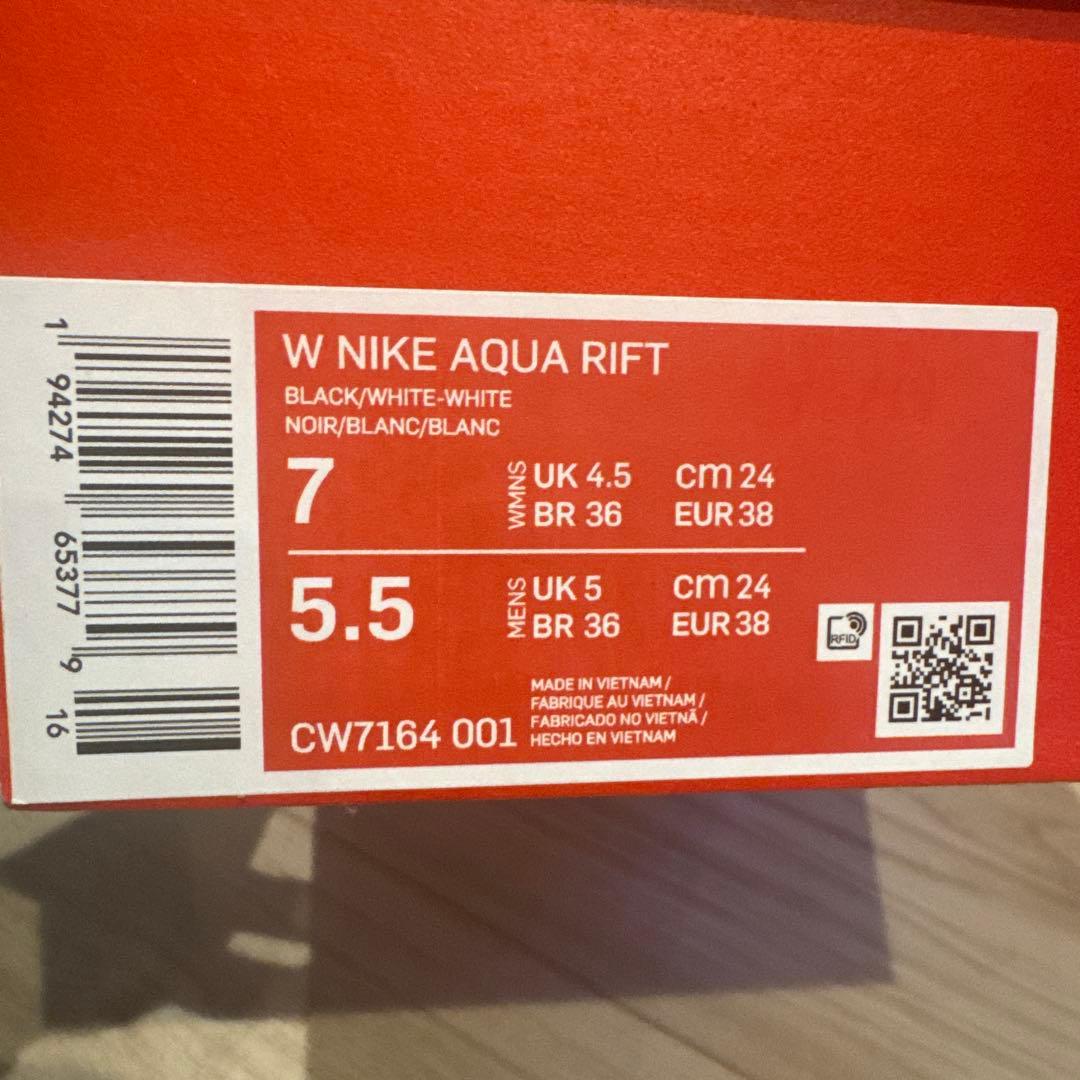 W NIKE AQUA RIFT
BLACK/WHITE-WHITE
NOIR/BLANC/BLANC
7 WMNS UK 4.5 cm 24
BR 36 EUR 38
5.5 MENS UK 5 cm 24
BR 36 EUR 38
CW7164 001
MADE IN VIETNAM /
FABRIQUE AU VIETNAM /
FABRICADO NO VIETNÃ /
HECHO EN VIETNAM
RFID
1 94274 65377 9 16